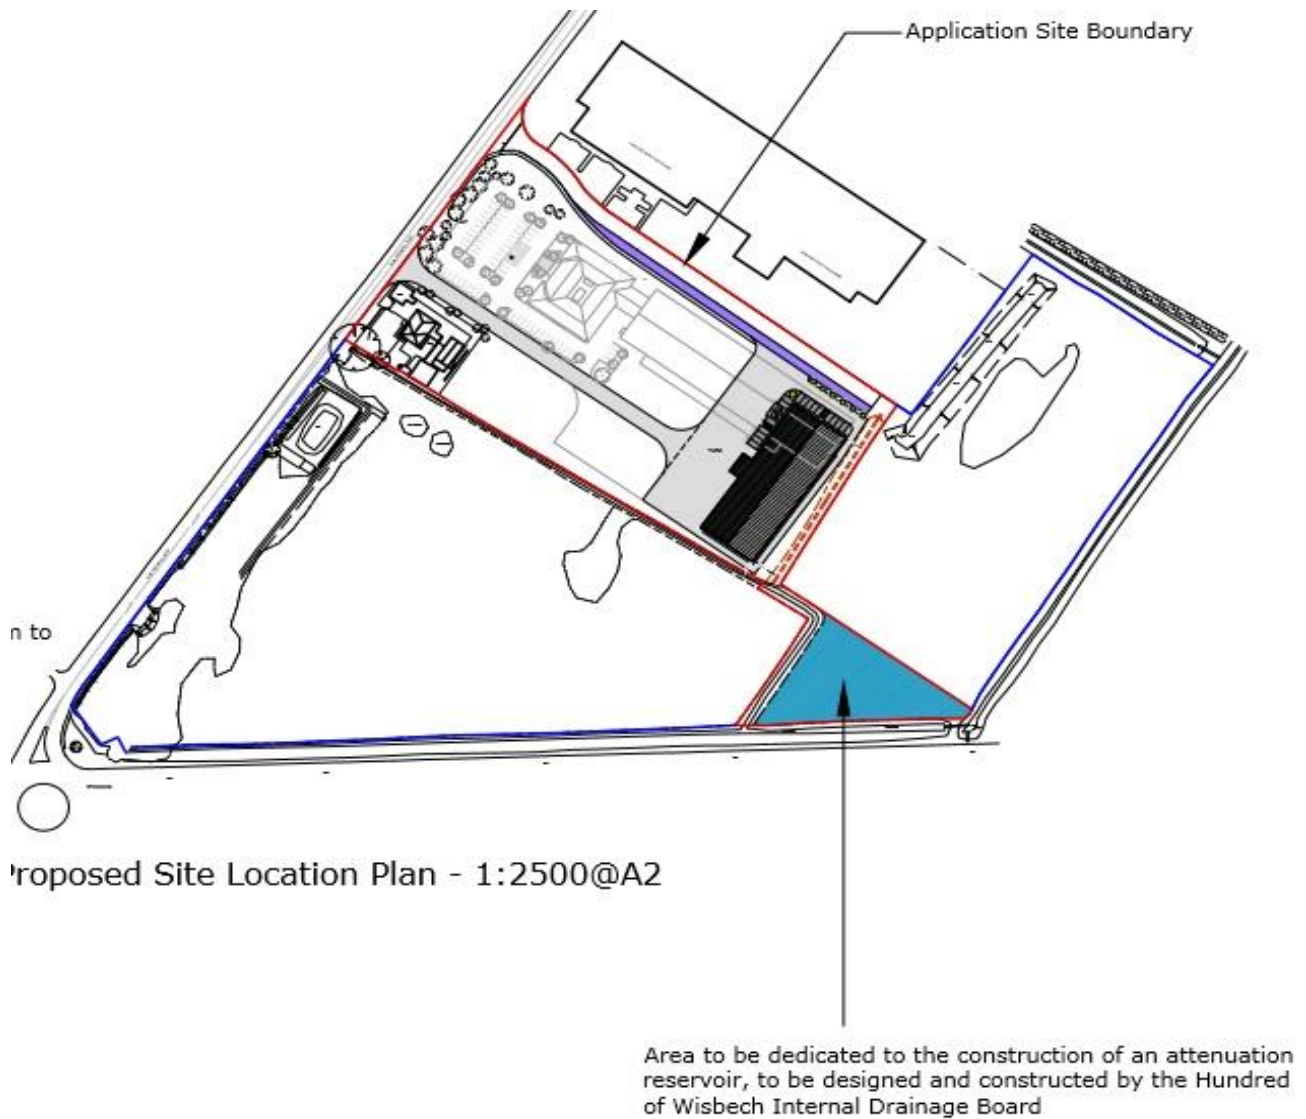 Application Site Boundary
n to
Proposed Site Location Plan - 1:2500@A2
Area to be dedicated to the construction of an attenuation
reservoir, to be designed and constructed by the Hundred
of Wisbech Internal Drainage Board